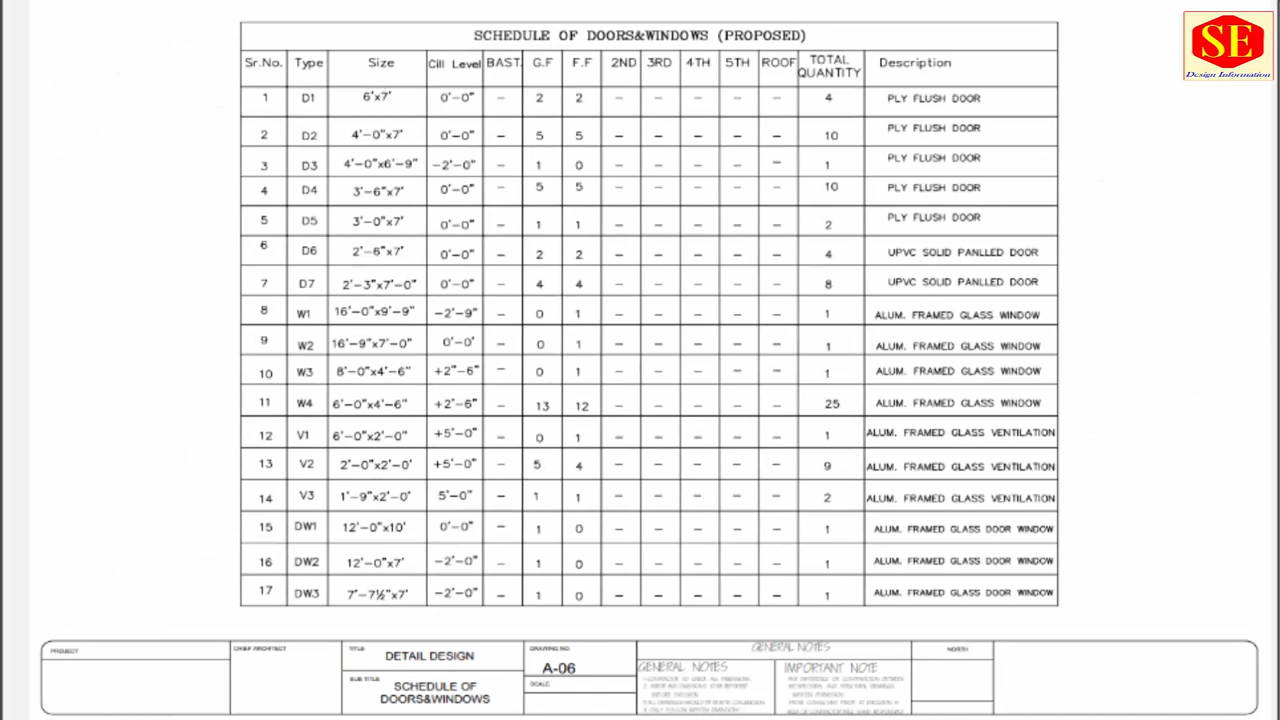 SE
Design Information
SCHEDULE OF DOORS&WINDOWS (PROPOSED)
Sr.No. Type Size Cill Level BAST. G.F F.F 2ND 3RD 4TH 5TH ROOF TOTAL QUANTITY Description
1 D1 6'x7' 0'-0" - 2 2 - - - - - 4 PLY FLUSH DOOR
2 D2 4'-0"x7' 0'-0" - 5 5 - - - - - 10 PLY FLUSH DOOR
3 D3 4'-0"x6'-9" -2'-0" - 1 0 - - - - - 1 PLY FLUSH DOOR
4 D4 3'-6"x7' 0'-0" - 5 5 - - - - - 10 PLY FLUSH DOOR
5 D5 3'-0"x7' 0'-0" - 1 1 - - - - - 2 PLY FLUSH DOOR
6 D6 2'-6"x7' 0'-0" - 2 2 - - - - - 4 UPVC SOLID PANLLED DOOR
7 D7 2'-3"x7'-0" 0'-0" - 4 4 - - - - - 8 UPVC SOLID PANLLED DOOR
8 W1 16'-0"x9'-9" -2'-9" - 0 1 - - - - - 1 ALUM. FRAMED GLASS WINDOW
9 W2 16'-9"x7'-0" 0'-0' - 0 1 - - - - - 1 ALUM. FRAMED GLASS WINDOW
10 W3 8'-0"x4'-6" +2"-6" - 0 1 - - - - - 1 ALUM. FRAMED GLASS WINDOW
11 W4 6'-0"x4'-6" +2'-6" - 13 12 - - - - - 25 ALUM. FRAMED GLASS WINDOW
12 V1 6'-0"x2'-0" +5'-0" - 0 1 - - - - - 1 ALUM. FRAMED GLASS VENTILATION
13 V2 2'-0"x2'-0' +5'-0" - 5 4 - - - - - 9 ALUM. FRAMED GLASS VENTILATION
14 V3 1'-9"x2'-0' 5'-0" - 1 1 - - - - - 2 ALUM. FRAMED GLASS VENTILATION
15 DW1 12'-0"x10' 0'-0" - 1 0 - - - - - 1 ALUM. FRAMED GLASS DOOR WINDOW
16 DW2 12'-0"x7' -2'-0" - 1 0 - - - - - 1 ALUM. FRAMED GLASS DOOR WINDOW
17 DW3 7'-7½"x7' -2'-0" - 1 0 - - - - - 1 ALUM. FRAMED GLASS DOOR WINDOW
PROJECT
CHIEF ARCHITECT
TITLE
DETAIL DESIGN
SUB TITLE
SCHEDULE OF
DOORS&WINDOWS
DRAWING NO
A-06
SCALE
GENERAL NOTES
GENERAL NOTES
IMPORTANT NOTE
NORTH